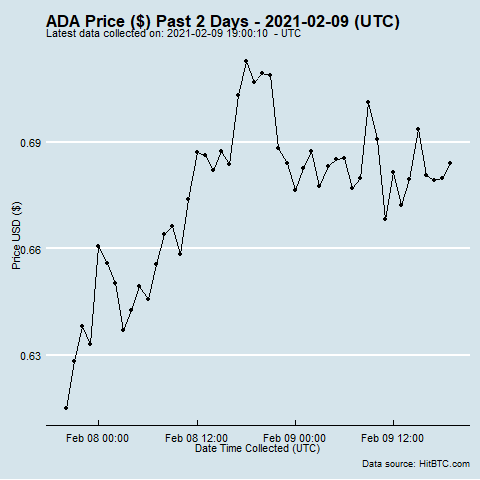 ADA Price ($) Past 2 Days - 2021-02-09 (UTC)
Latest data collected on: 2021-02-09 19:00:10  - UTC
Price USD ($)
0.69
0.66
0.63
Feb 08 00:00 Feb 08 12:00 Feb 09 00:00 Feb 09 12:00
Date Time Collected (UTC)
Data source: HitBTC.com